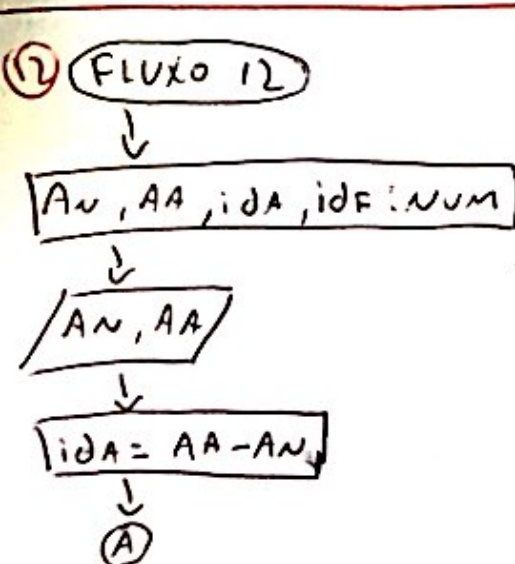 12 FLUXO 12
AN, AA, idA, idF: NUM
AN, AA
idA = AA - AN
A